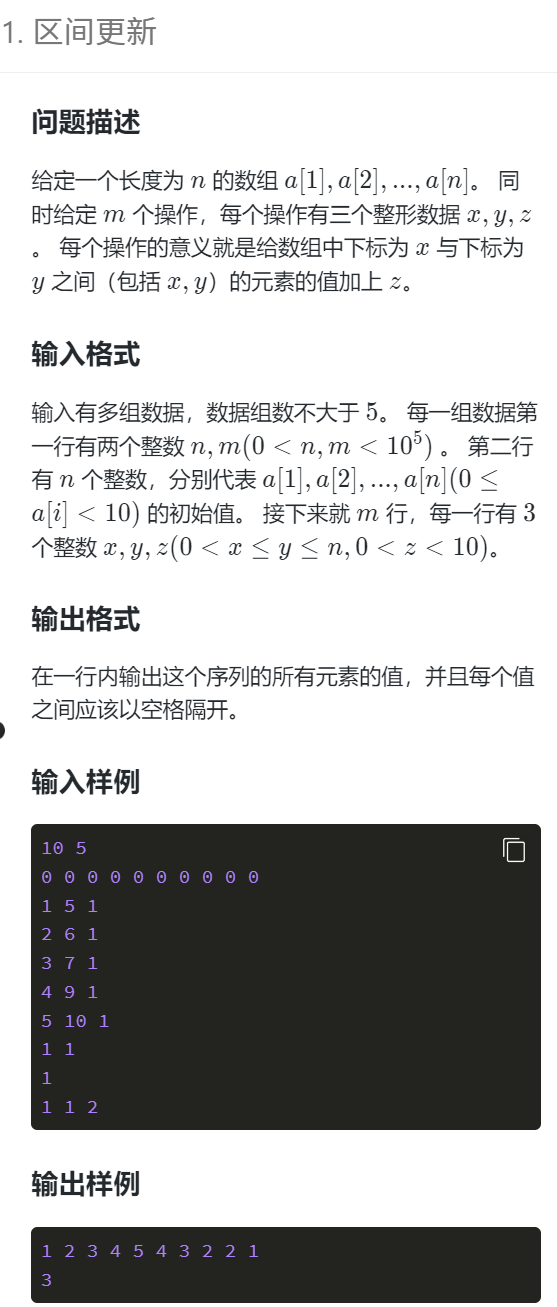 1. 区间更新
问题描述
给定一个长度为 n 的数组 a[1], a[2], ..., a[n]。 同
时给定 m 个操作，每个操作有三个整形数据 x, y, z
。 每个操作的意义就是给数组中下标为 x 与下标为
y 之间（包括 x, y）的元素的值加上 z。
输入格式
输入有多组数据，数据组数不大于 5。 每一组数据第
一行有两个整数 n, m(0 < n, m < 10^5) 。 第二行
有 n 个整数，分别代表 a[1], a[2], ..., a[n](0 ≤
a[i] < 10) 的初始值。 接下来就 m 行，每一行有 3
个整数 x, y, z(0 < x ≤ y ≤ n, 0 < z < 10)。
输出格式
在一行内输出这个序列的所有元素的值，并且每个值
之间应该以空格隔开。
输入样例
10 5
0 0 0 0 0 0 0 0 0 0
1 5 1
2 6 1
3 7 1
4 9 1
5 10 1
1 1
1
1 1 2
输出样例
1 2 3 4 5 4 3 2 2 1
3